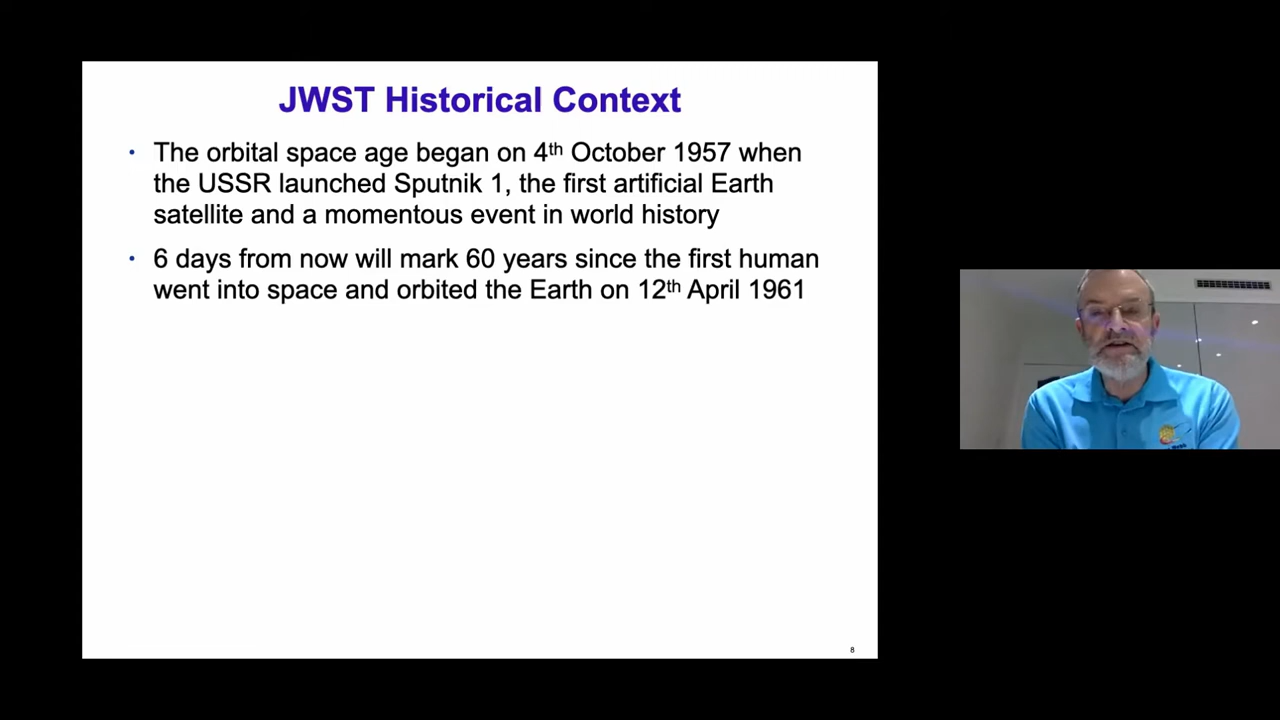 JWST Historical Context
• The orbital space age began on 4th October 1957 when
the USSR launched Sputnik 1, the first artificial Earth
satellite and a momentous event in world history
• 6 days from now will mark 60 years since the first human
went into space and orbited the Earth on 12th April 1961
8